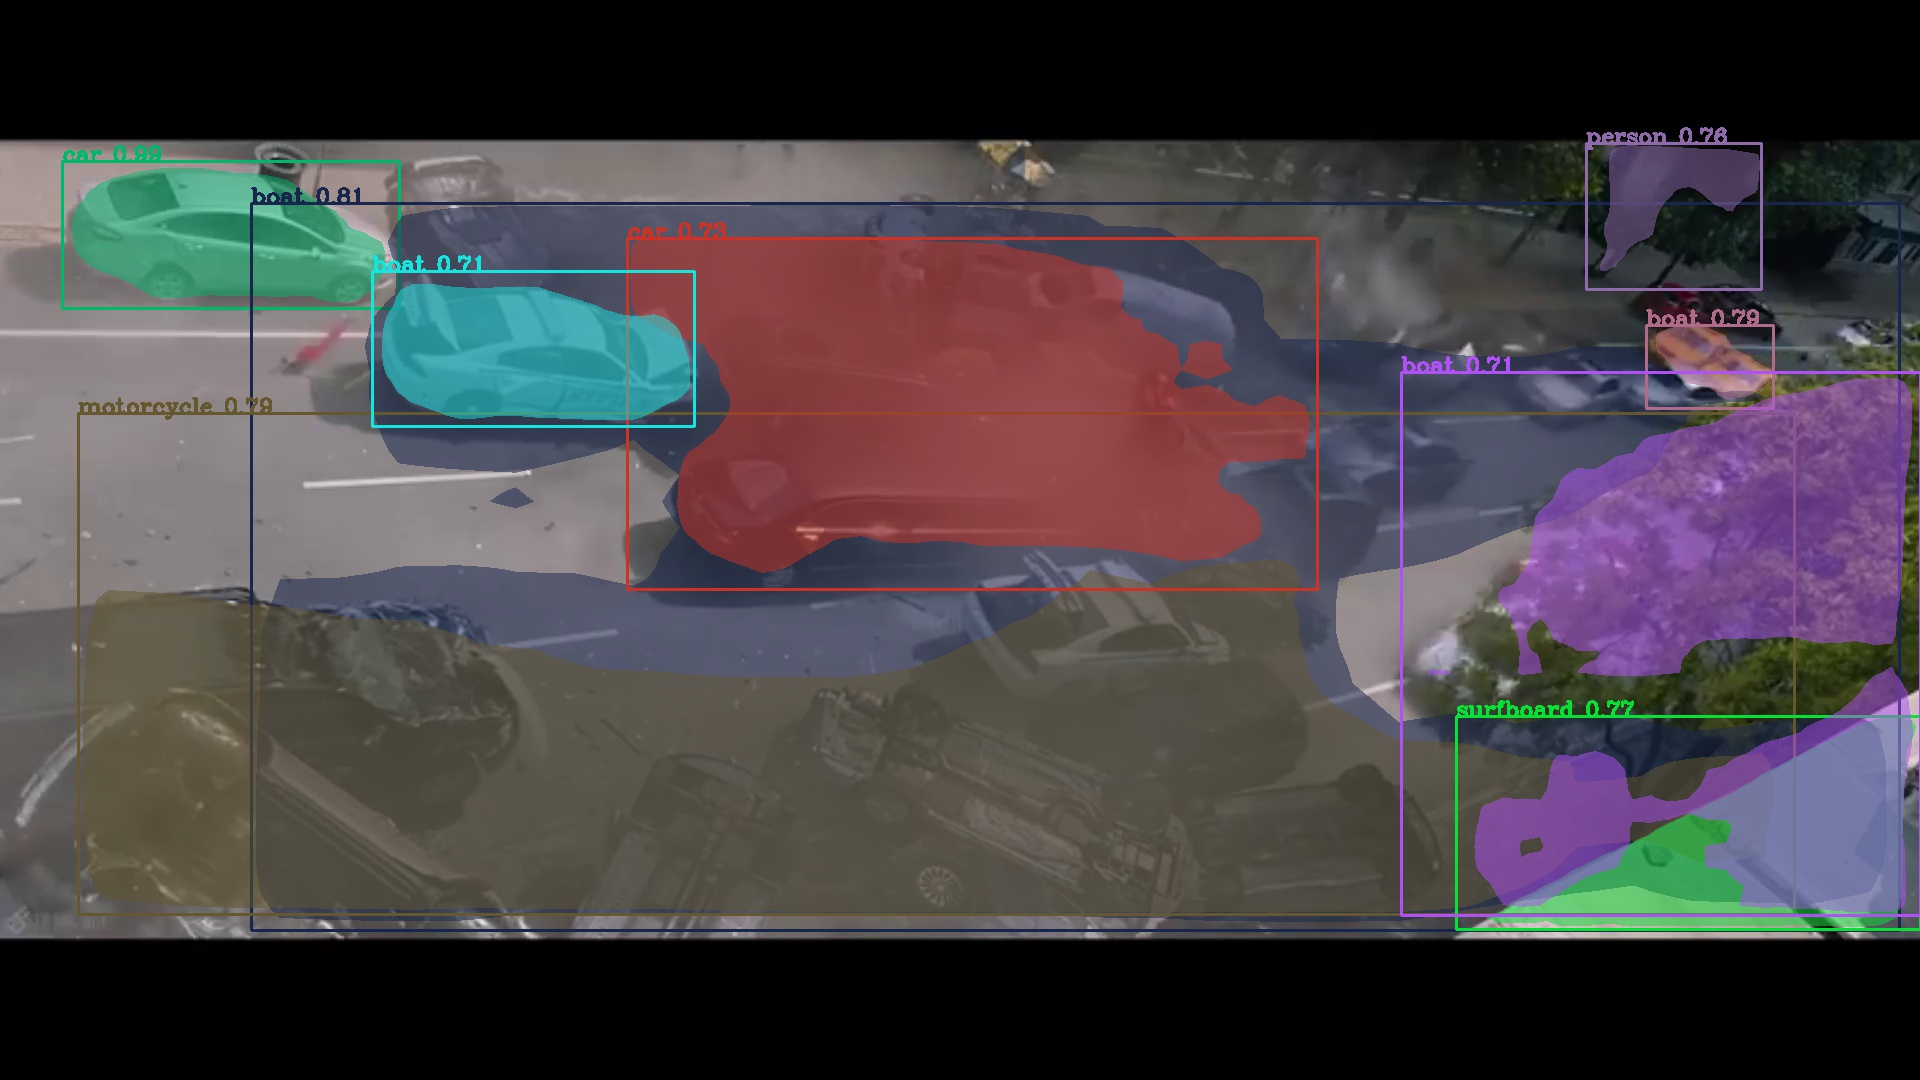 person 0.76
car 0.99
boat 0.81
car 0.73
boat 0.71
boat 0.79
boat 0.71
motorcycle 0.79
surfboard 0.77